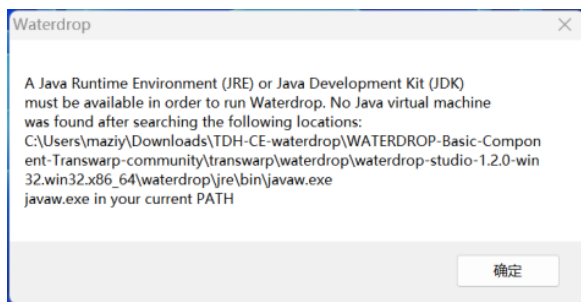 Waterdrop
A Java Runtime Environment (JRE) or Java Development Kit (JDK)
must be available in order to run Waterdrop. No Java virtual machine
was found after searching the following locations:
C:\Users\maziy\Downloads\TDH-CE-waterdrop\WATERDROP-Basic-Compon
ent-Transwarp-community\transwarp\waterdrop\waterdrop-studio-1.2.0-win
32.win32.x86_64\waterdrop\jre\bin\javaw.exe
javaw.exe in your current PATH
确定